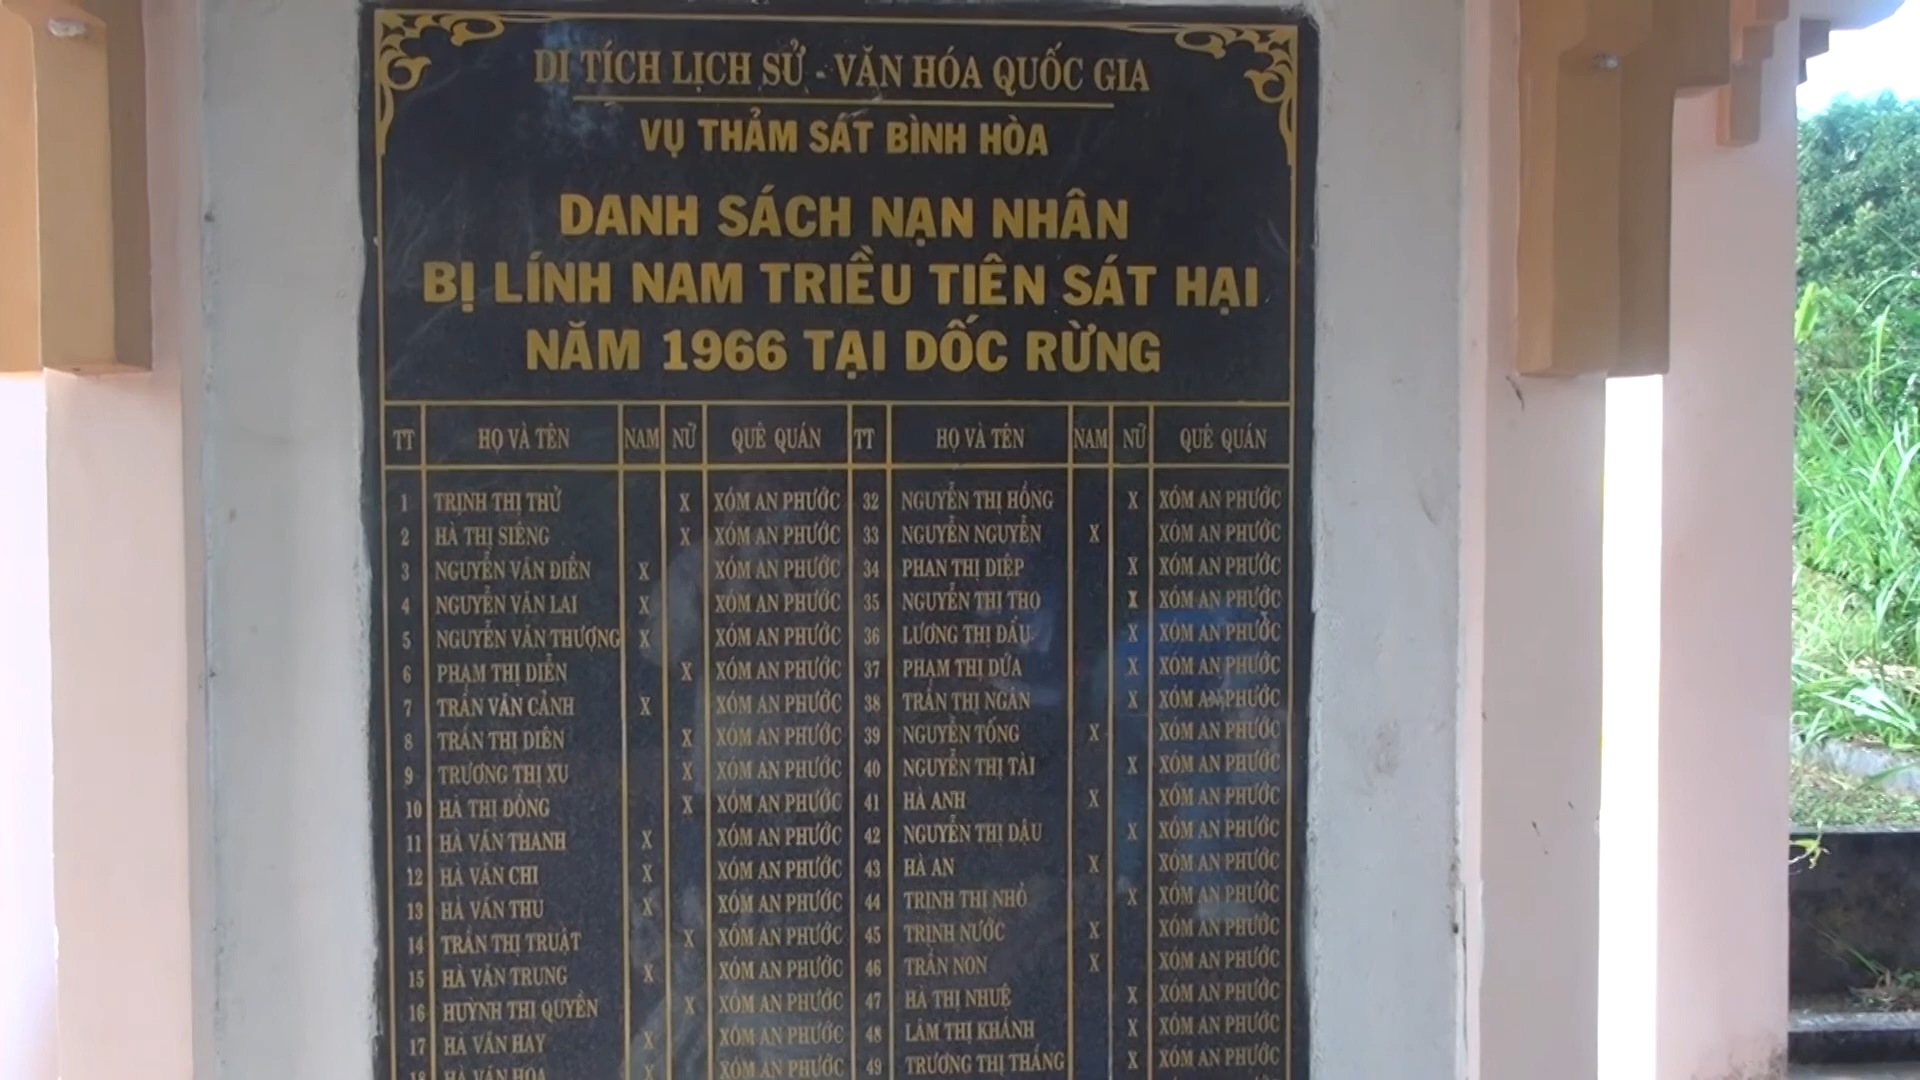 DI TÍCH LỊCH SỬ - VĂN HÓA QUỐC GIA
VỤ THẢM SÁT BÌNH HÒA
DANH SÁCH NẠN NHÂN
BỊ LÍNH NAM TRIỀU TIÊN SÁT HẠI
NĂM 1966 TẠI DỐC RỪNG
TT HỌ VÀ TÊN NAM NỮ QUÊ QUÁN TT HỌ VÀ TÊN NAM NỮ QUÊ QUÁN
1 TRỊNH THỊ THỬ X XÓM AN PHƯỚC 32 NGUYỄN THỊ HỒNG X XÓM AN PHƯỚC
2 HÀ THỊ SIÊNG X XÓM AN PHƯỚC 33 NGUYỄN NGUYỄN X XÓM AN PHƯỚC
3 NGUYỄN VĂN ĐIỀN X XÓM AN PHƯỚC 34 PHAN THỊ DIỆP X XÓM AN PHƯỚC
4 NGUYỄN VĂN LAI X XÓM AN PHƯỚC 35 NGUYỄN THỊ THỌ X XÓM AN PHƯỚC
5 NGUYỄN VĂN THƯỢNG X XÓM AN PHƯỚC 36 LƯƠNG THỊ ĐẨU X XÓM AN PHƯỚC
6 PHẠM THỊ DIỄN X XÓM AN PHƯỚC 37 PHẠM THỊ DỨA X XÓM AN PHƯỚC
7 TRẦN VĂN CẢNH X XÓM AN PHƯỚC 38 TRẦN THỊ NGÂN X XÓM AN PHƯỚC
8 TRẦN THỊ DIÊN X XÓM AN PHƯỚC 39 NGUYỄN TỐNG X XÓM AN PHƯỚC
9 TRƯƠNG THỊ XU X XÓM AN PHƯỚC 40 NGUYỄN THỊ TÀI X XÓM AN PHƯỚC
10 HÀ THỊ ĐỒNG X XÓM AN PHƯỚC 41 HÀ ANH X XÓM AN PHƯỚC
11 HÀ VĂN THANH X XÓM AN PHƯỚC 42 NGUYỄN THỊ DẬU X XÓM AN PHƯỚC
12 HÀ VĂN CHI X XÓM AN PHƯỚC 43 HÀ AN X XÓM AN PHƯỚC
13 HÀ VĂN THU X XÓM AN PHƯỚC 44 TRỊNH THỊ NHỎ X XÓM AN PHƯỚC
14 TRẦN THỊ TRUẬT X XÓM AN PHƯỚC 45 TRỊNH NƯỚC X XÓM AN PHƯỚC
15 HÀ VĂN TRUNG X XÓM AN PHƯỚC 46 TRẦN NON X XÓM AN PHƯỚC
16 HUỲNH THỊ QUYỀN X XÓM AN PHƯỚC 47 HÀ THỊ NHUỆ X XÓM AN PHƯỚC
17 HÀ VĂN HAY X XÓM AN PHƯỚC 48 LÂM THỊ KHÁNH X XÓM AN PHƯỚC
18 HÀ VĂN HOA X XÓM AN PHƯỚC 49 TRƯƠNG THỊ THẮNG X XÓM AN PHƯỚC